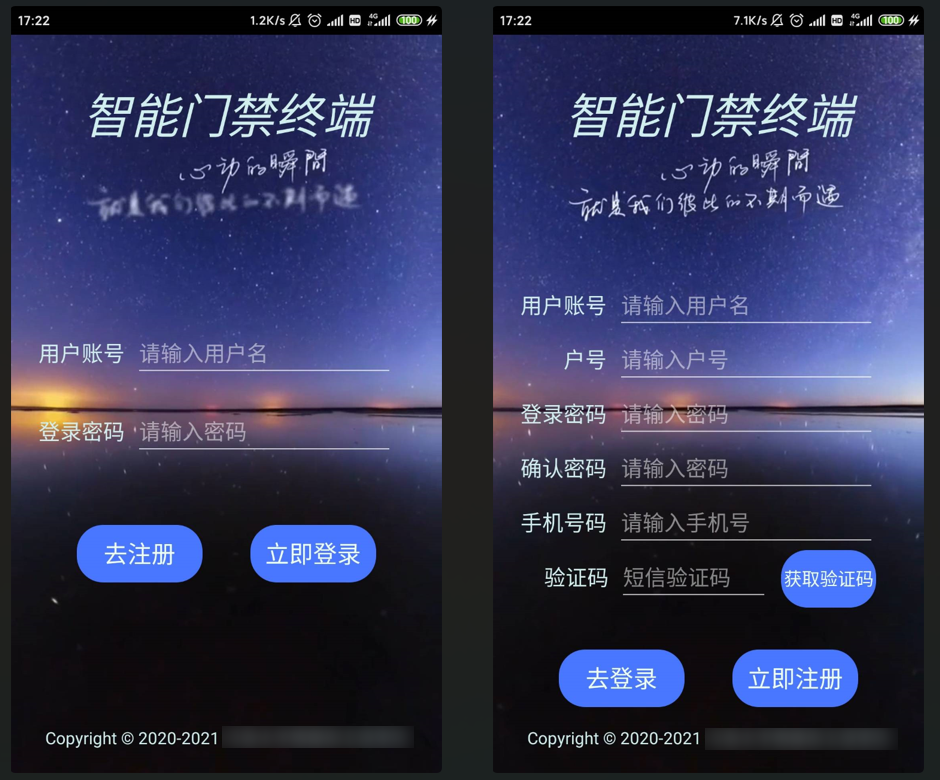 17:22 1.2K/s HD 4G 100
智能门禁终端
心动的瞬間
就是我们彼此的不期而遇
用户账号 请输入用户名
登录密码 请输入密码
去注册 立即登录
Copyright © 2020-2021
17:22 7.1K/s HD 4G 100
智能门禁终端
心动的瞬間
就是我们彼此的不期而遇
用户账号 请输入用户名
户号 请输入户号
登录密码 请输入密码
确认密码 请输入密码
手机号码 请输入手机号
验证码 短信验证码 获取验证码
去登录 立即注册
Copyright © 2020-2021